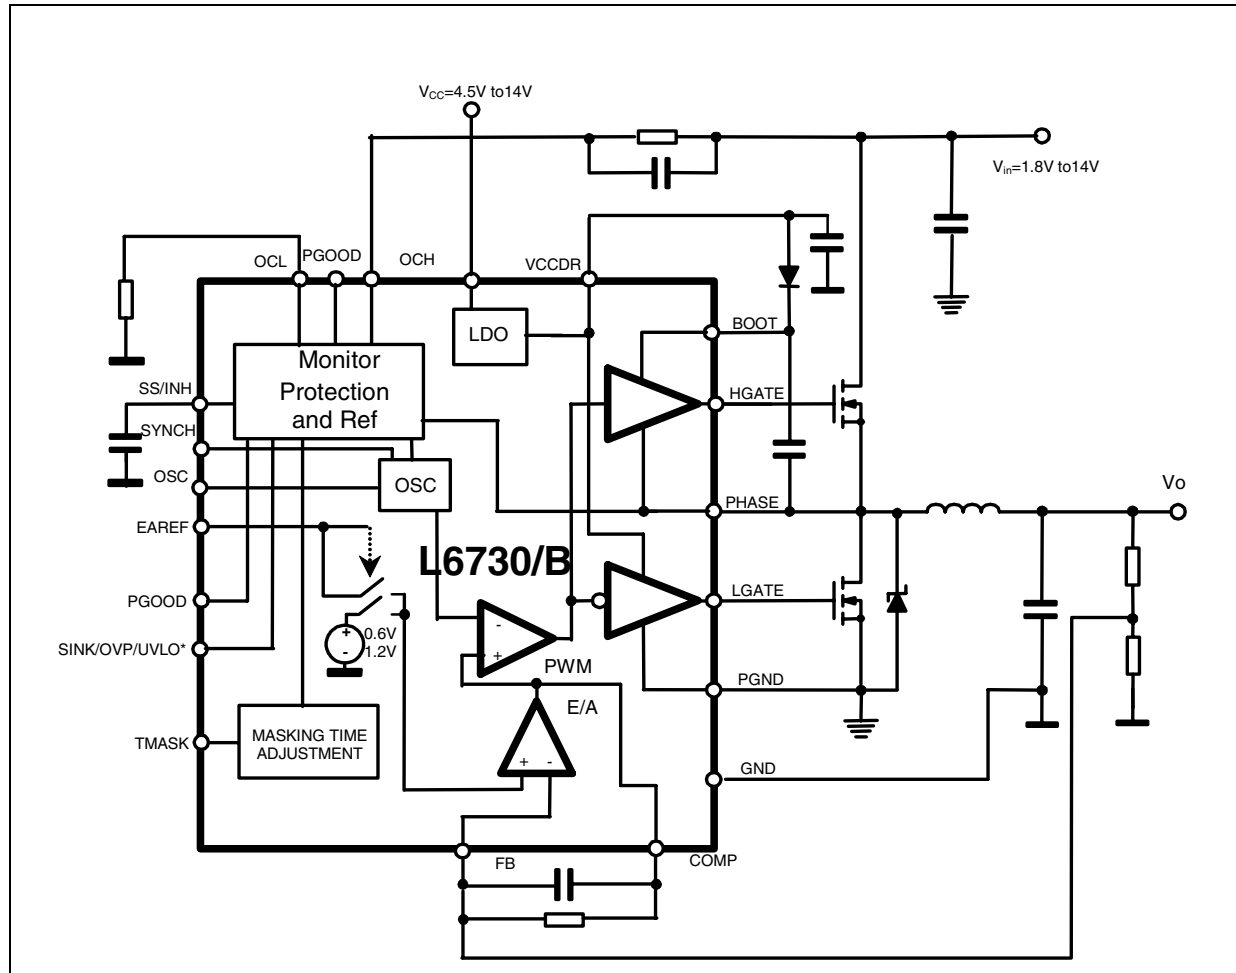 V_CC=4.5V to14V
V_in=1.8V to14V
OCL
PGOOD
OCH
VCCDR
LDO
BOOT
Monitor
Protection
and Ref
SS/INH
HGATE
SYNCH
OSC
OSC
PHASE
Vo
EAREF
L6730/B
PGOOD
LGATE
-
+
PWM
+
-
0.6V
1.2V
SINK/OVP/UVLO*
PGND
E/A
MASKING TIME
ADJUSTMENT
TMASK
+ -
GND
FB
COMP